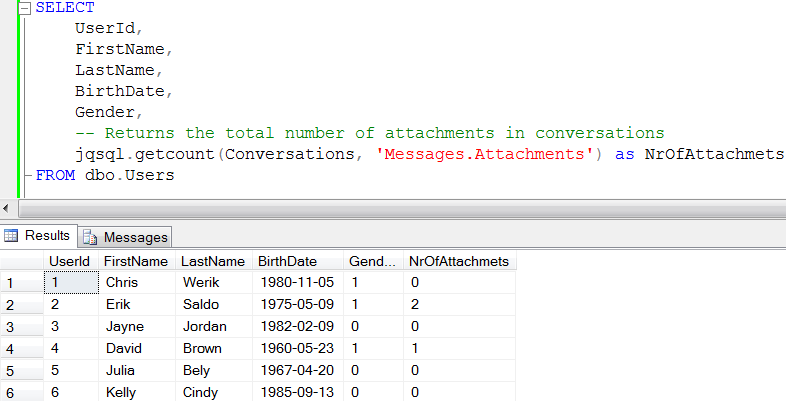 SELECT
UserId,
FirstName,
LastName,
BirthDate,
Gender,
-- Returns the total number of attachments in conversations
jqsql.getcount(Conversations, 'Messages.Attachments') as NrOfAttachmets
FROM dbo.Users
Results Messages
UserId FirstName LastName BirthDate Gend... NrOfAttachmets
1 1 Chris Werik 1980-11-05 1 0
2 2 Erik Saldo 1975-05-09 1 2
3 3 Jayne Jordan 1982-02-09 0 0
4 4 David Brown 1960-05-23 1 1
5 5 Julia Bely 1967-04-20 0 0
6 6 Kelly Cindy 1985-09-13 0 0